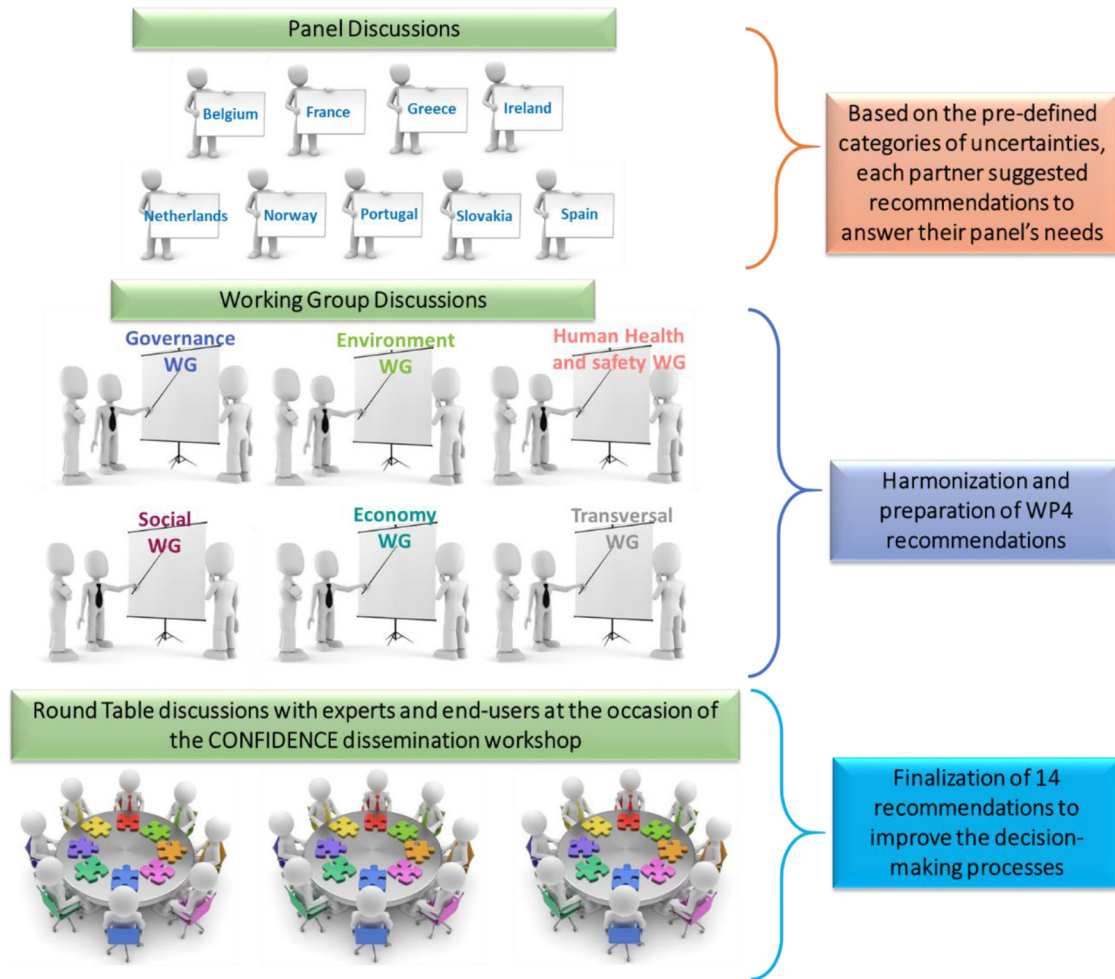 Panel Discussions
Belgium
France
Greece
Ireland
Netherlands
Norway
Portugal
Slovakia
Spain
Based on the pre-defined
categories of uncertainties,
each partner suggested
recommendations to
answer their panel’s needs
Working Group Discussions
Governance
WG
Environment
WG
Human Health
and safety WG
Social
WG
Economy
WG
Transversal
WG
Harmonization and
preparation of WP4
recommendations
Round Table discussions with experts and end-users at the occasion of
the CONFIDENCE dissemination workshop
Finalization of 14
recommendations to
improve the decision-
making processes